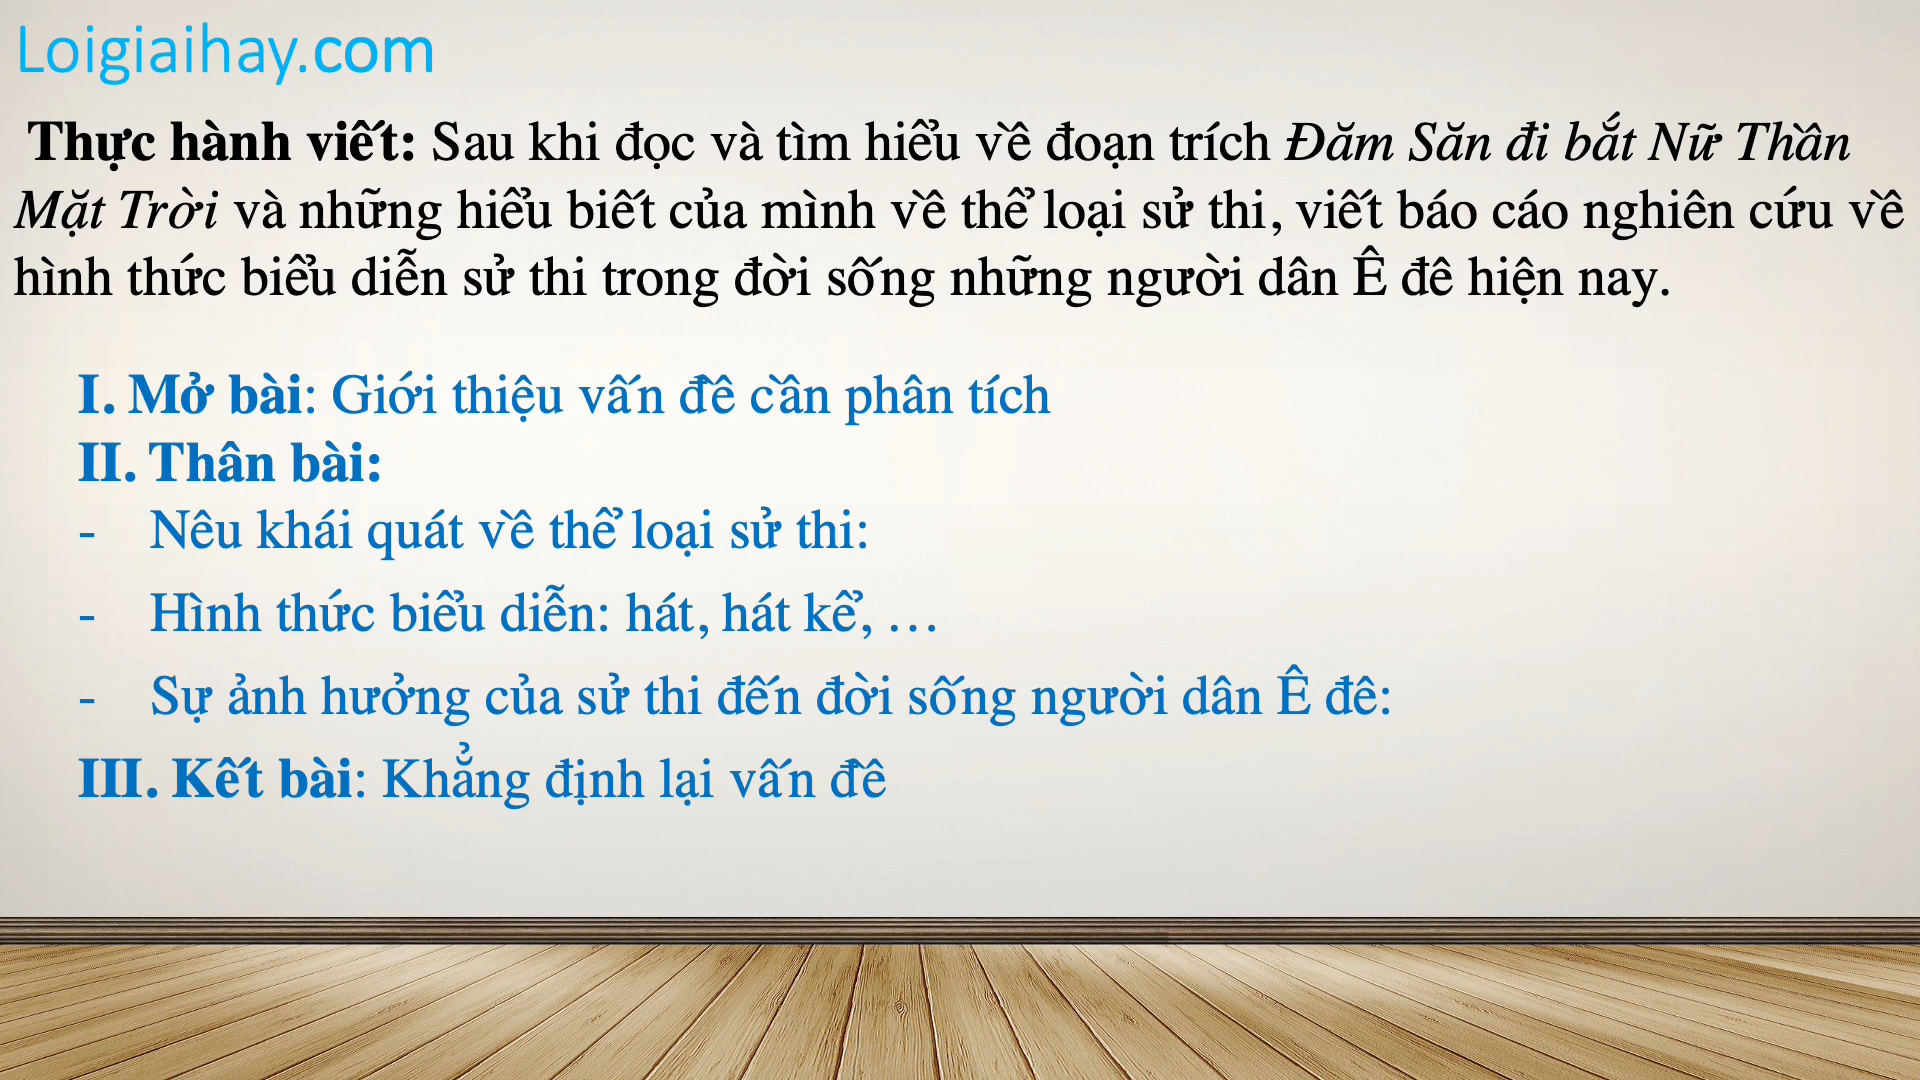 Loigiaihay.com
Thực hành viết: Sau khi đọc và tìm hiểu về đoạn trích Đăm Săn đi bắt Nữ Thần
Mặt Trời và những hiểu biết của mình về thể loại sử thi, viết báo cáo nghiên cứu về
hình thức biểu diễn sử thi trong đời sống những người dân Ê đê hiện nay.
I. Mở bài: Giới thiệu vấn đề cần phân tích
II. Thân bài:
- Nêu khái quát về thể loại sử thi:
- Hình thức biểu diễn: hát, hát kể, …
- Sự ảnh hưởng của sử thi đến đời sống người dân Ê đê:
III. Kết bài: Khẳng định lại vấn đề